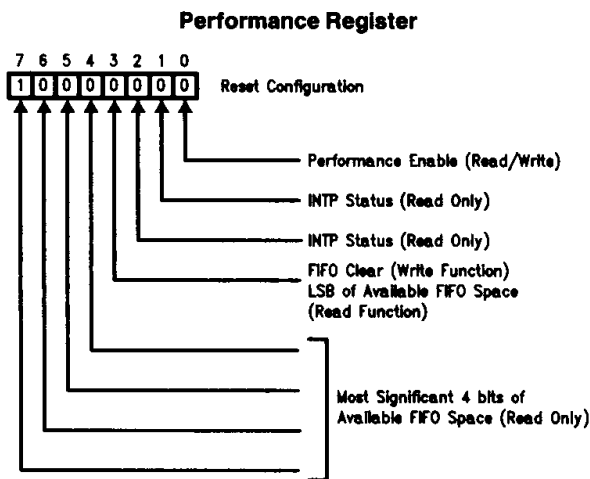 Performance Register
7 6 5 4 3 2 1 0
1 0 0 0 0 0 0 0 Reset Configuration
Performance Enable (Read/Write)
INTP Status (Read Only)
INTP Status (Read Only)
FIFO Clear (Write Function)
LSB of Available FIFO Space
(Read Function)
Most Significant 4 bits of
Available FIFO Space (Read Only)